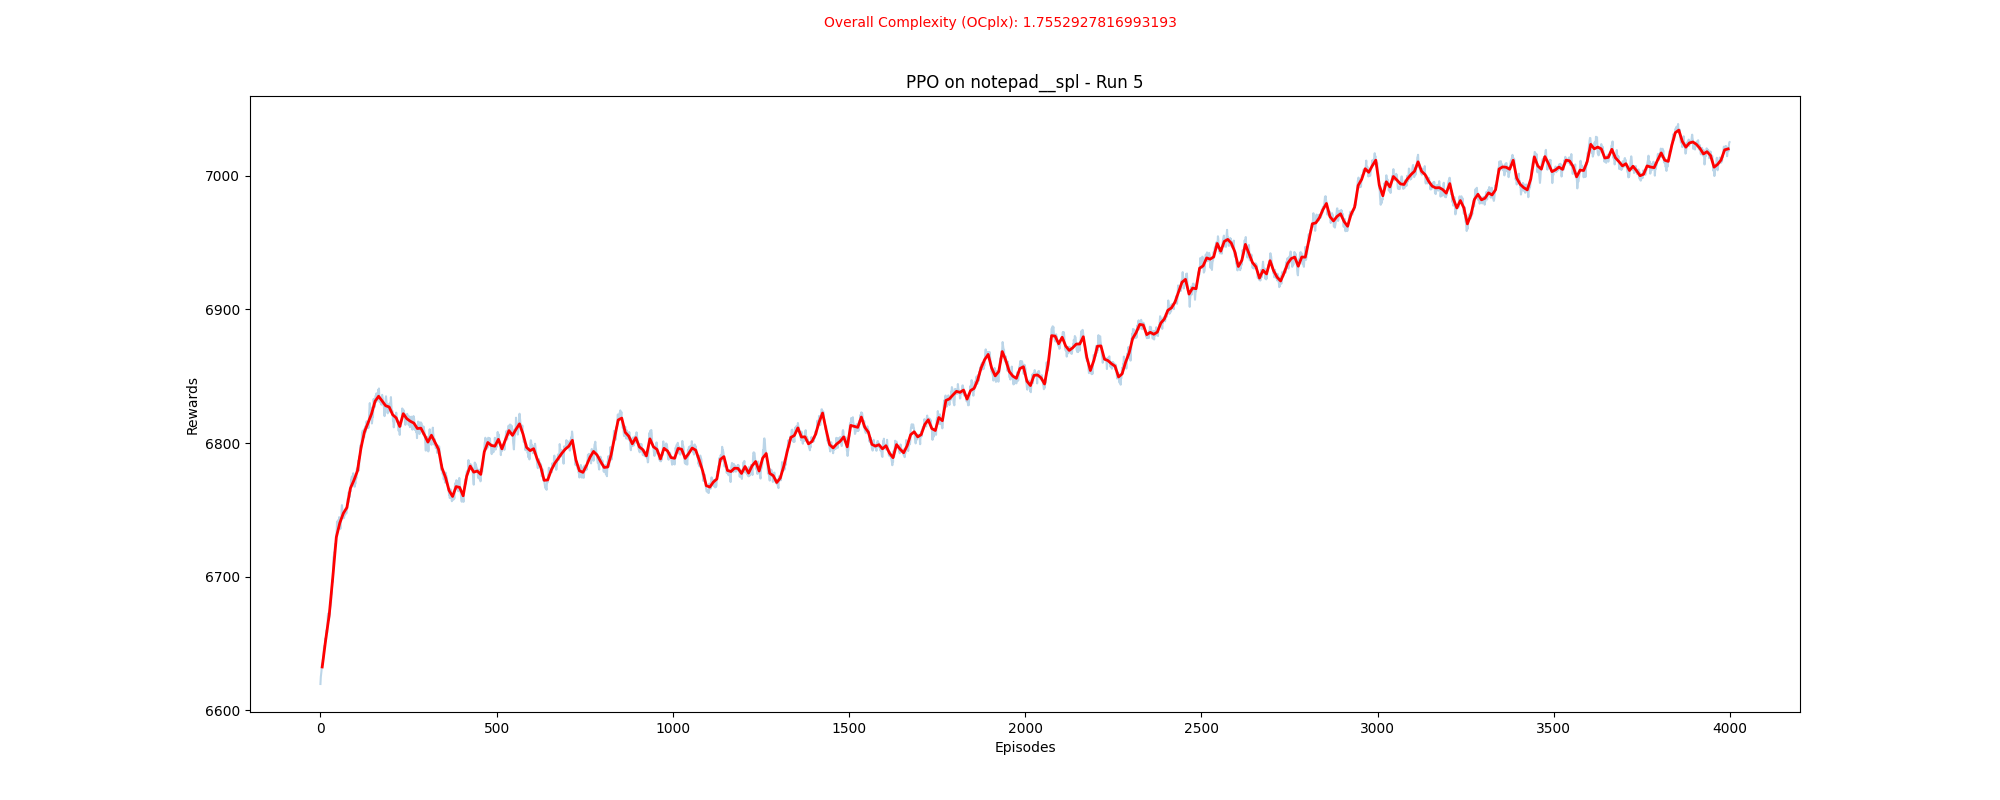 Overall Complexity (OCplx): 1.7552927816993193
PPO on notepad__spl - Run 5
Rewards
7000
6900
6800
6700
6600
0 500 1000 1500 2000 2500 3000 3500 4000
Episodes